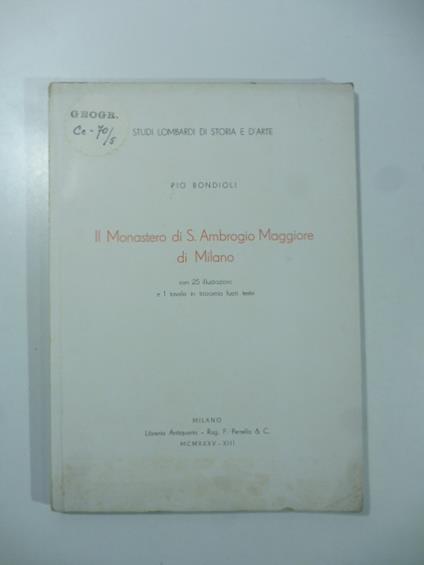 GEOGR.
Ce - 70/5
STUDI LOMBARDI DI STORIA E D'ARTE
PIO BONDIOLI
Il Monastero di S. Ambrogio Maggiore
di Milano
con 25 illustrazioni
e 1 tavola in tricromia fuori testo
MILANO
Libreria Antiquaria - Rag. F. Perrella & C.
MCMXXXV - XIII